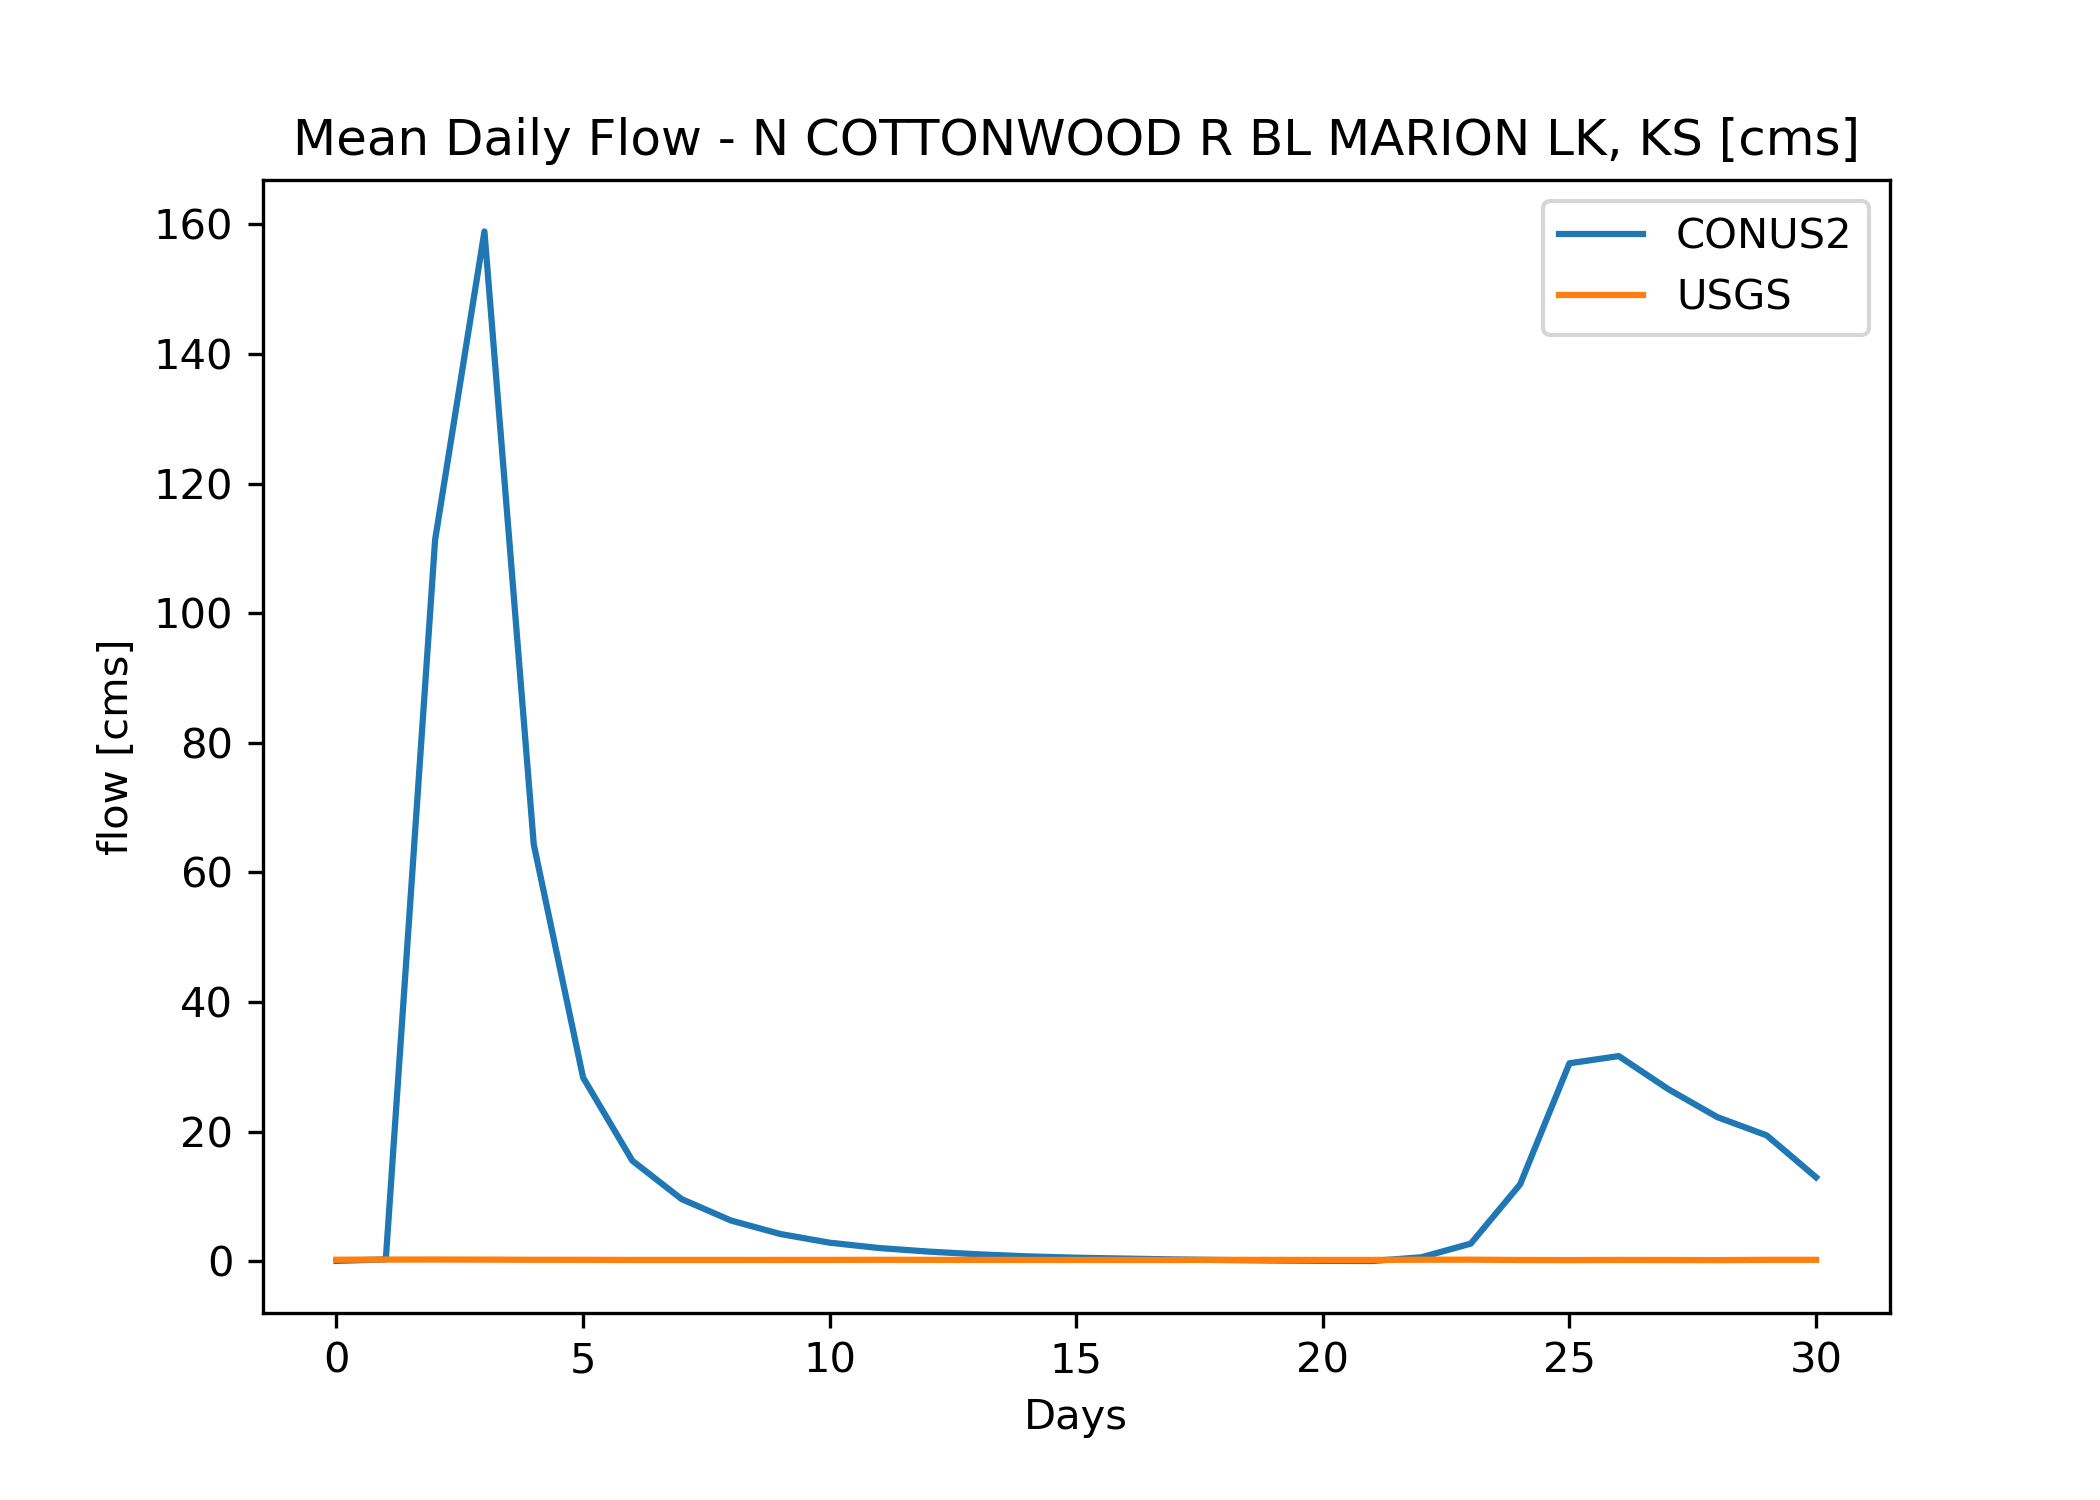 Mean Daily Flow - N COTTONWOOD R BL MARION LK, KS [cms]
CONUS2
USGS
160
140
120
100
80
60
40
20
0
flow [cms]
0 5 10 15 20 25 30
Days